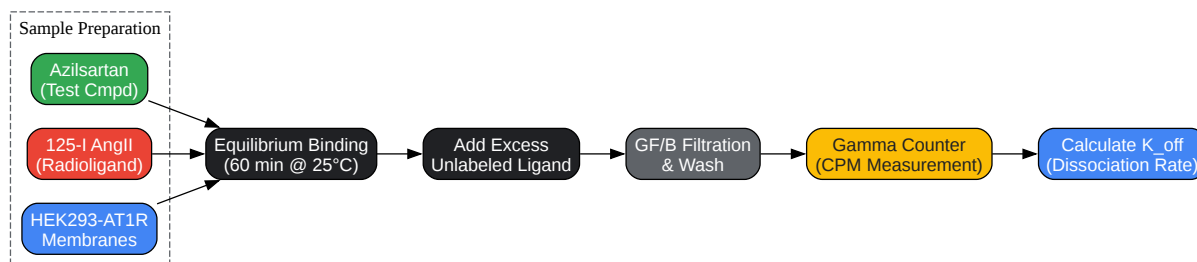 Sample Preparation
Azilsartan
(Test Cmpd)
125-I AngII
(Radioligand)
HEK293-AT1R
Membranes
Equilibrium Binding
(60 min @ 25°C)
Add Excess
Unlabeled Ligand
GF/B Filtration
& Wash
Gamma Counter
(CPM Measurement)
Calculate K_off
(Dissociation Rate)